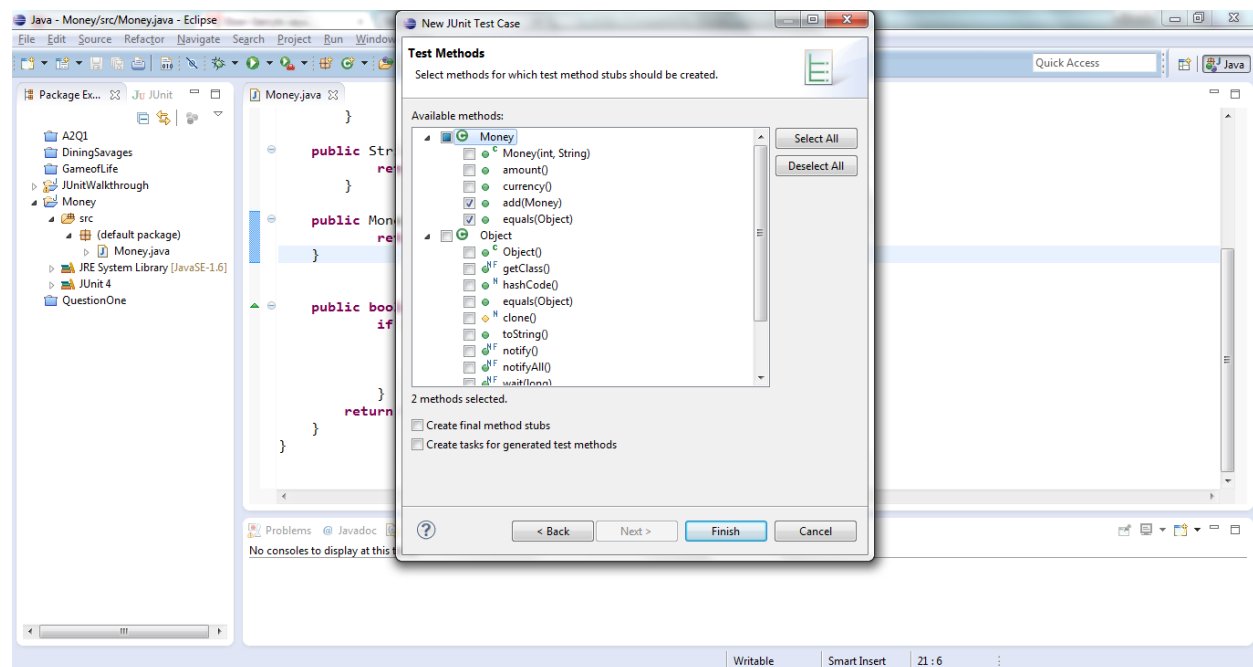 Java - Money/src/Money.java - Eclipse
File Edit Source Refactor Navigate Search Project Run Window
Quick Access
Java
Package Ex...
JUnit
A2Q1
DiningSavages
GameofLife
JUnitWalkthrough
Money
src
(default package)
Money.java
JRE System Library [JavaSE-1.6]
JUnit 4
QuestionOne
Money.java
}
public Str
ret
}
public Mon
ret
}
public boo
if
}
return
}
}
Problems @ Javadoc
No consoles to display at this t
New JUnit Test Case
Test Methods
Select methods for which test method stubs should be created.
Available methods:
Money
Money(int, String)
amount()
currency()
add(Money)
equals(Object)
Object
Object()
getClass()
hashCode()
equals(Object)
clone()
toString()
notify()
notifyAll()
wait(long)
Select All
Deselect All
2 methods selected.
Create final method stubs
Create tasks for generated test methods
< Back Next > Finish Cancel
Writable Smart Insert 21 : 6